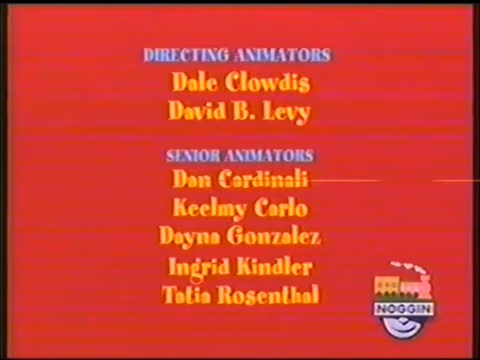 DIRECTING ANIMATORS
Dale Clowdis
David B. Levy
SENIOR ANIMATORS
Dan Cardinali
Keelmy Carlo
Dayna Gonzalez
Ingrid Kindler
Tatia Rosenthal
NOGGIN